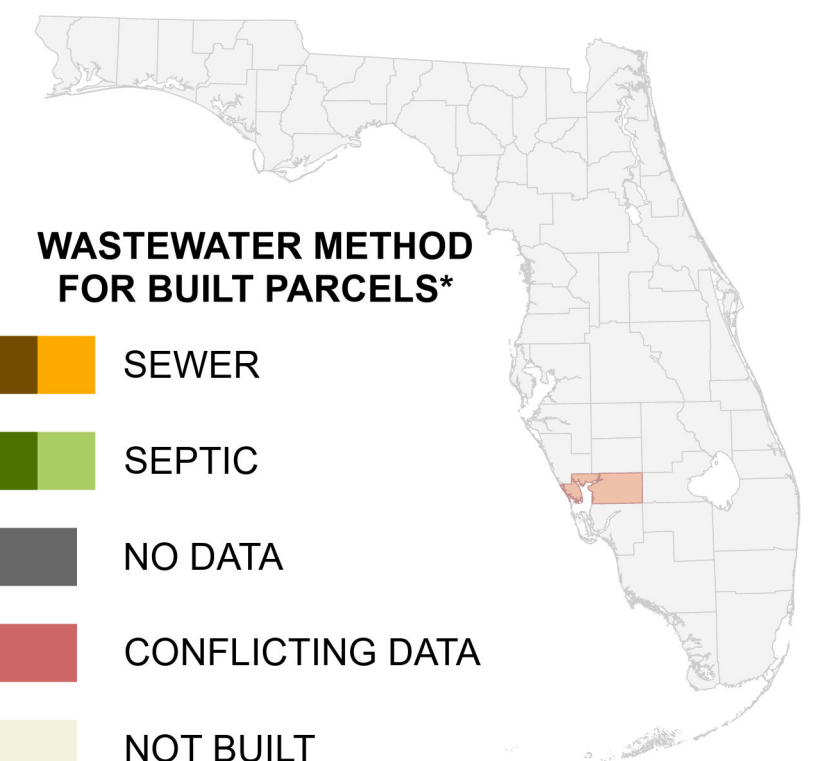 WASTEWATER METHOD
FOR BUILT PARCELS*
SEWER
SEPTIC
NO DATA
CONFLICTING DATA
NOT BUILT